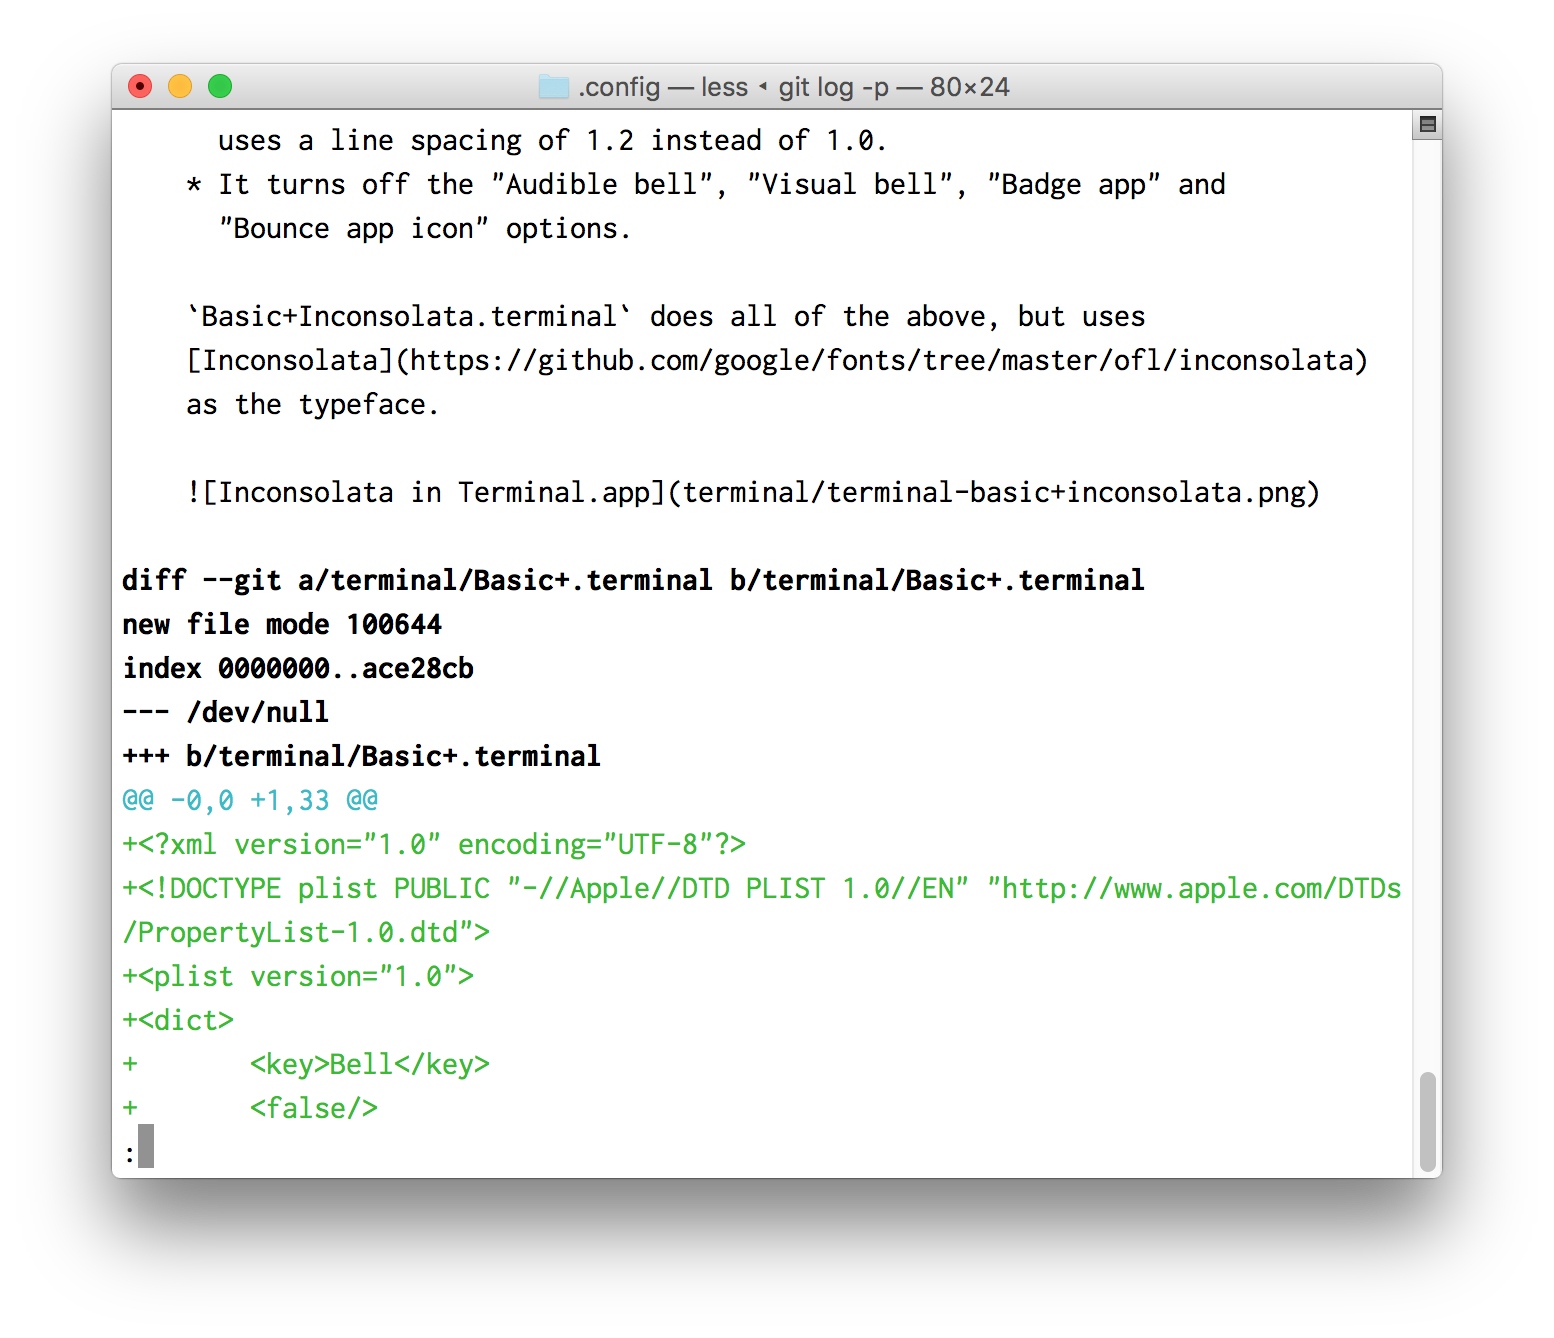 .config — less ◂ git log -p — 80×24
uses a line spacing of 1.2 instead of 1.0.
* It turns off the "Audible bell", "Visual bell", "Badge app" and
"Bounce app icon" options.
`Basic+Inconsolata.terminal` does all of the above, but uses
[Inconsolata](https://github.com/google/fonts/tree/master/ofl/inconsolata)
as the typeface.
![Inconsolata in Terminal.app](terminal/terminal-basic+inconsolata.png)
diff --git a/terminal/Basic+.terminal b/terminal/Basic+.terminal
new file mode 100644
index 0000000..ace28cb
--- /dev/null
+++ b/terminal/Basic+.terminal
@@ -0,0 +1,33 @@
+<?xml version="1.0" encoding="UTF-8"?>
+<!DOCTYPE plist PUBLIC "-//Apple//DTD PLIST 1.0//EN" "http://www.apple.com/DTDs
/PropertyList-1.0.dtd">
+<plist version="1.0">
+<dict>
+       <key>Bell</key>
+       <false/>
: